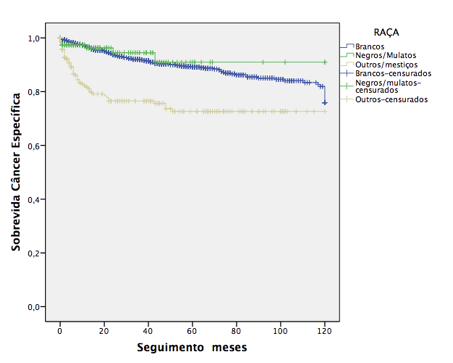 RAÇA
Brancos
Negros/Mulatos
Outros/mestiços
Brancos-censurados
Negros/mulatos-
censurados
Outros-censurados
Sobrevida Câncer Específica
1,0
0,8
0,6
0,4
0,2
0,0
0 20 40 60 80 100 120
Seguimento meses